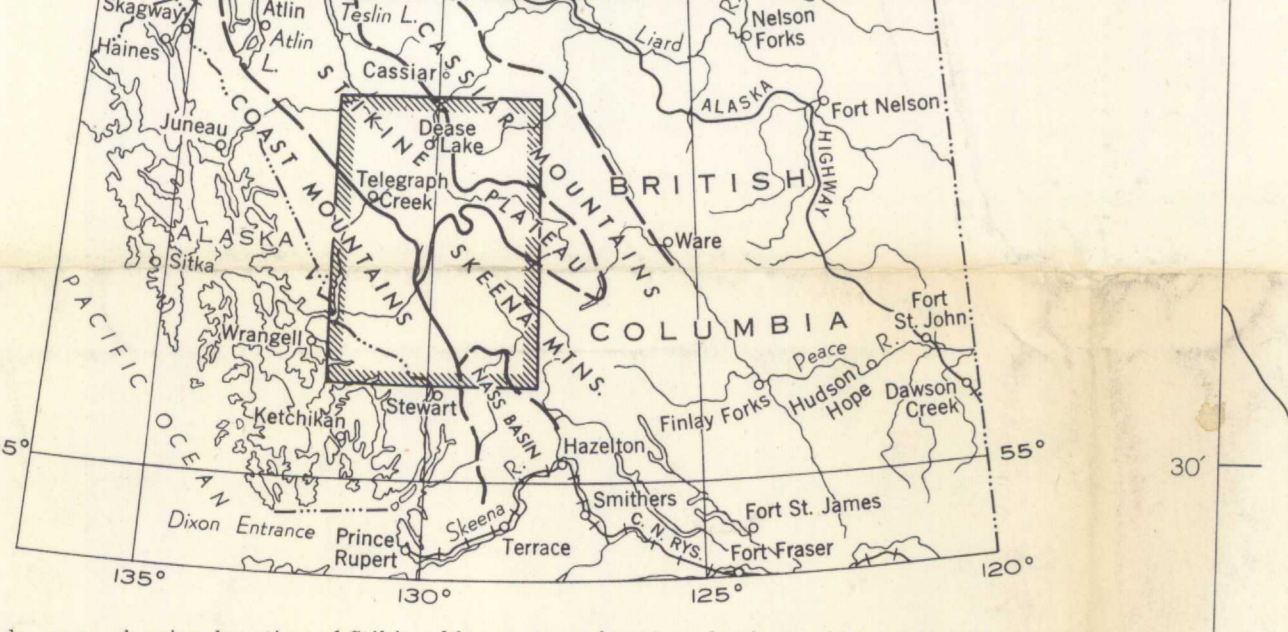 Skagway
Atlin
Teslin L.
Nelson
Forks
Haines
Atlin
L.
Liard
R.
CASSIAR MOUNTAINS
Cassiar
STIKINE PLATEAU
ALASKA HIGHWAY
Fort Nelson
COAST MOUNTAINS
Juneau
Dease
Lake
Telegraph
Creek
BRITISH
COLUMBIA
ALASKA
Sitka
Ware
SKEENA MTNS.
PACIFIC OCEAN
Wrangell
Fort
St. John
Peace R.
Hudson
Hope
Dawson
Creek
Finlay Forks
Stewart
NASS BASIN
Ketchikan
Hazelton
5°
55°
30′
Dixon Entrance
Skeena R.
Smithers
Fort St. James
C. N. RYS.
Prince
Rupert
Terrace
Fort Fraser
135°
130°
125°
120°